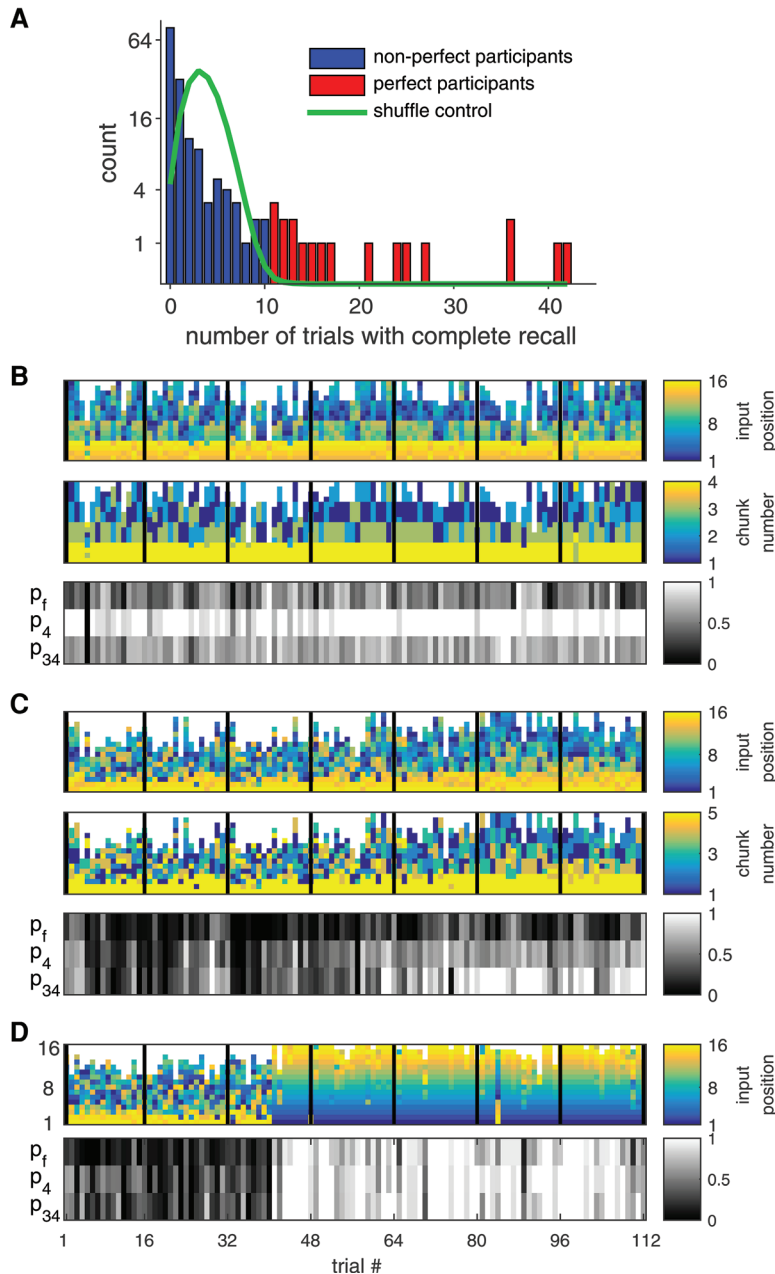 A
64
16
4
1
count
non-perfect participants
perfect participants
shuffle control
0 10 20 30 40
number of trials with complete recall
B
16
8
1
input
position
4
3
2
1
chunk
number
pf
p4
p34
1
0.5
0
C
16
8
1
input
position
5
3
1
chunk
number
pf
p4
p34
1
0.5
0
D
16
8
1
16
8
1
input
position
pf
p4
p34
1
0.5
0
1 16 32 48 64 80 96 112
trial #